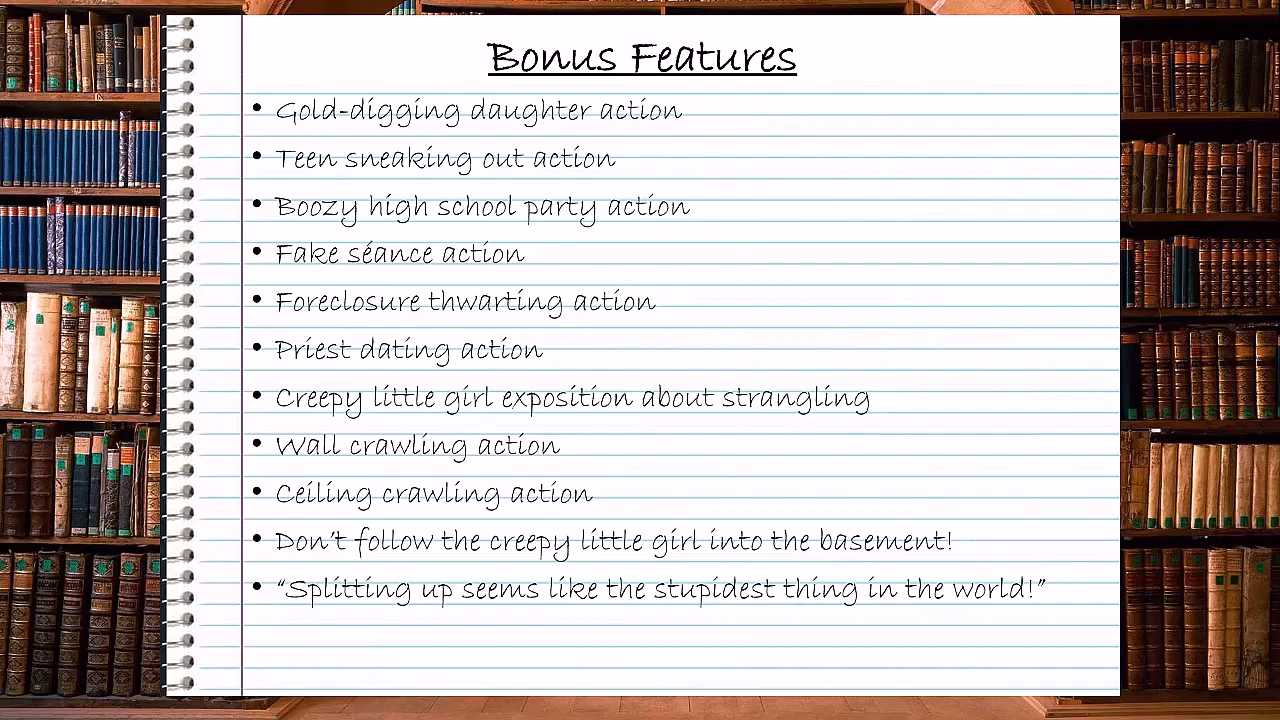 Bonus Features
• Gold-digging daughter action
• Teen sneaking out action
• Boozy high school party action
• Fake séance action
• Foreclosure thwarting action
• Priest dating action
• Creepy little girl exposition about strangling
• Wall crawling action
• Ceiling crawling action
• Don't follow the creepy little girl into the basement!
• “Splitting up seems like the stupidest thing in the world!”